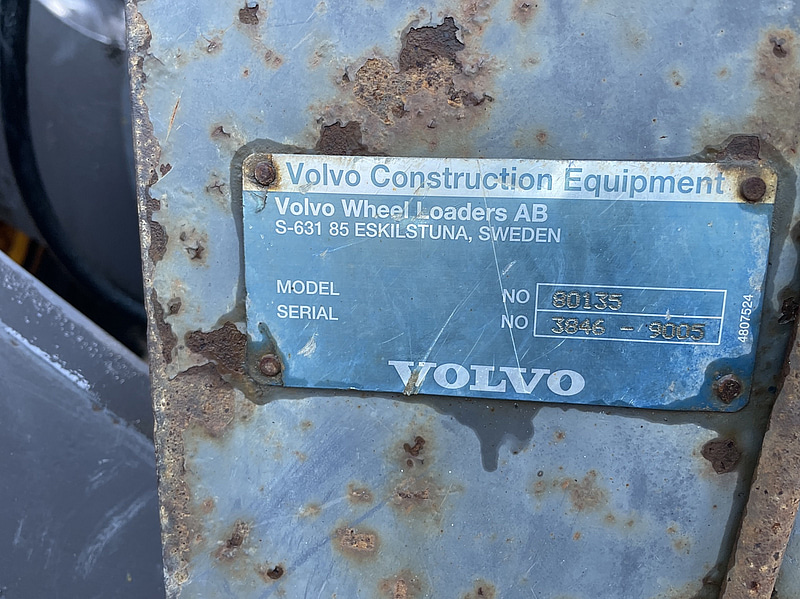 Volvo Construction Equipment
Volvo Wheel Loaders AB
S-631 85 ESKILSTUNA, SWEDEN
MODEL NO 80135
SERIAL NO 3846 - 9005
4807524
VOLVO